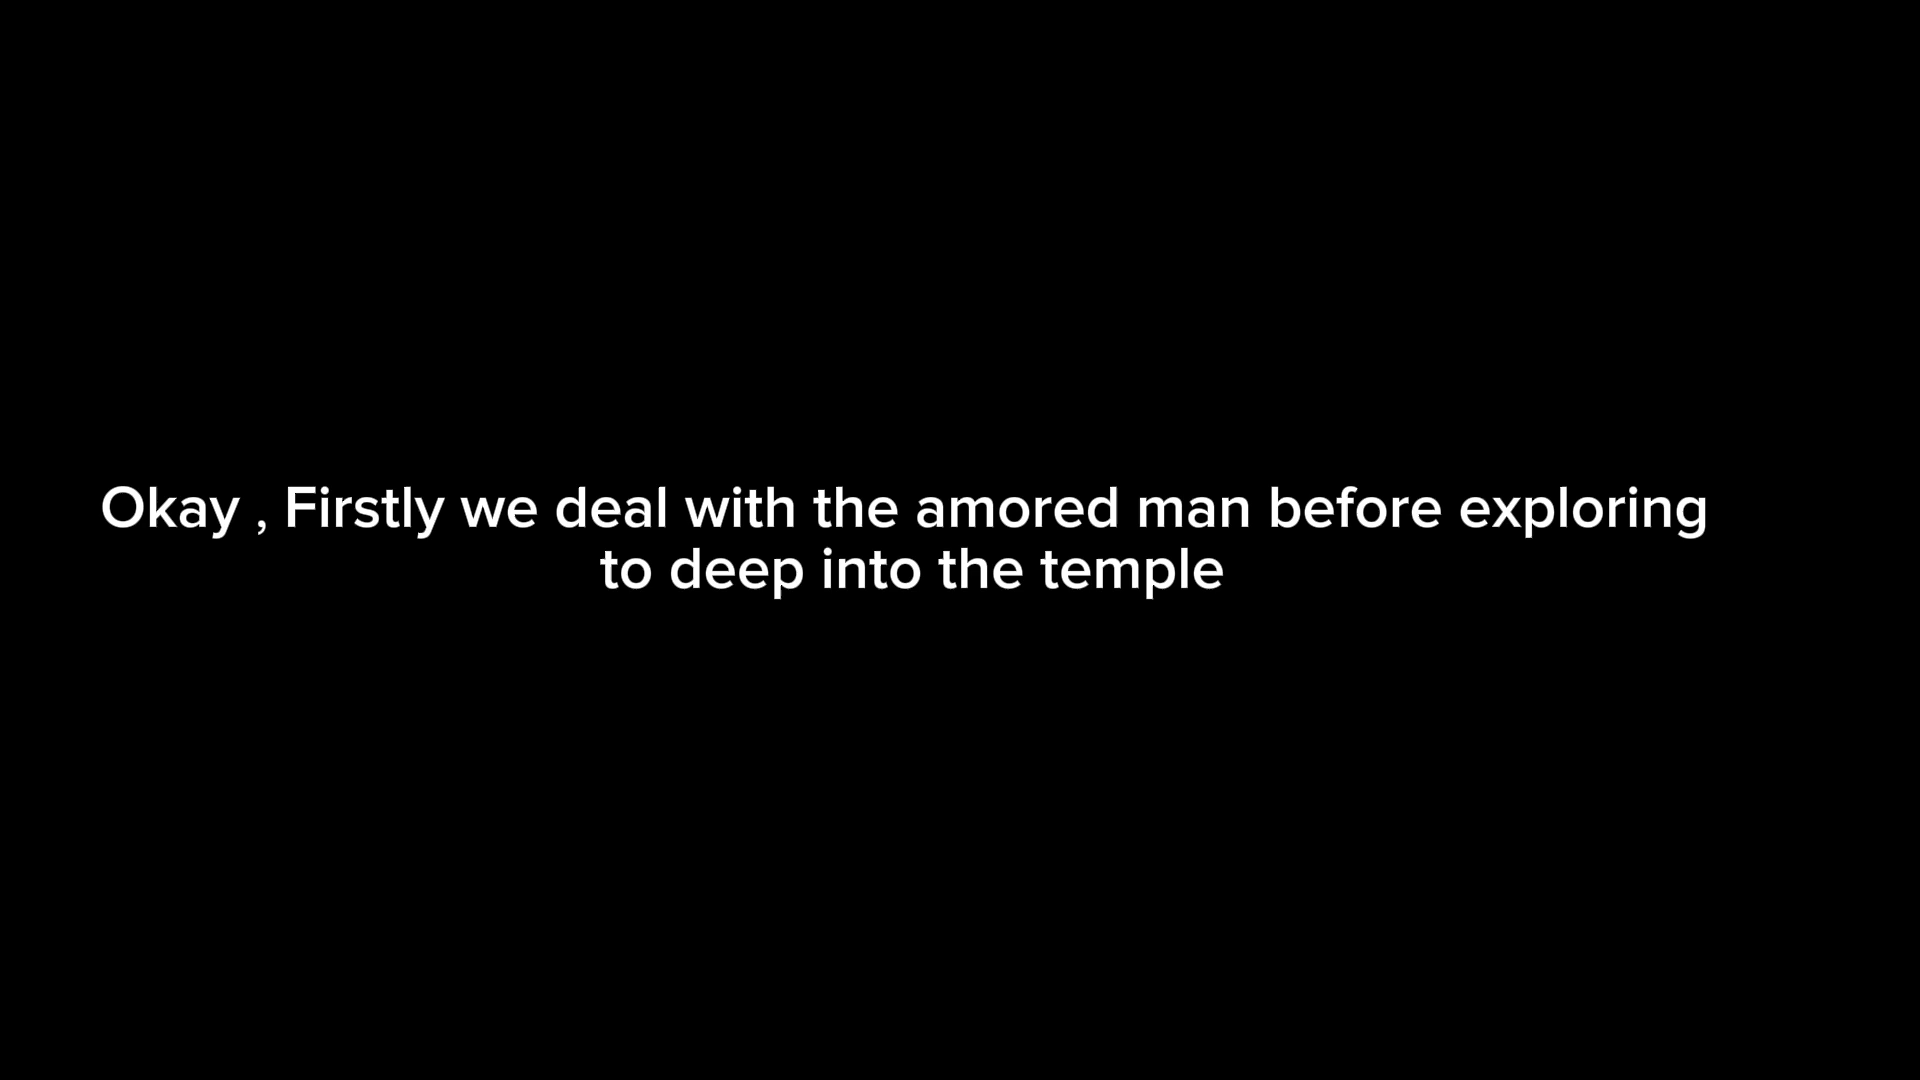 Okay , Firstly we deal with the amored man before exploring
to deep into the temple